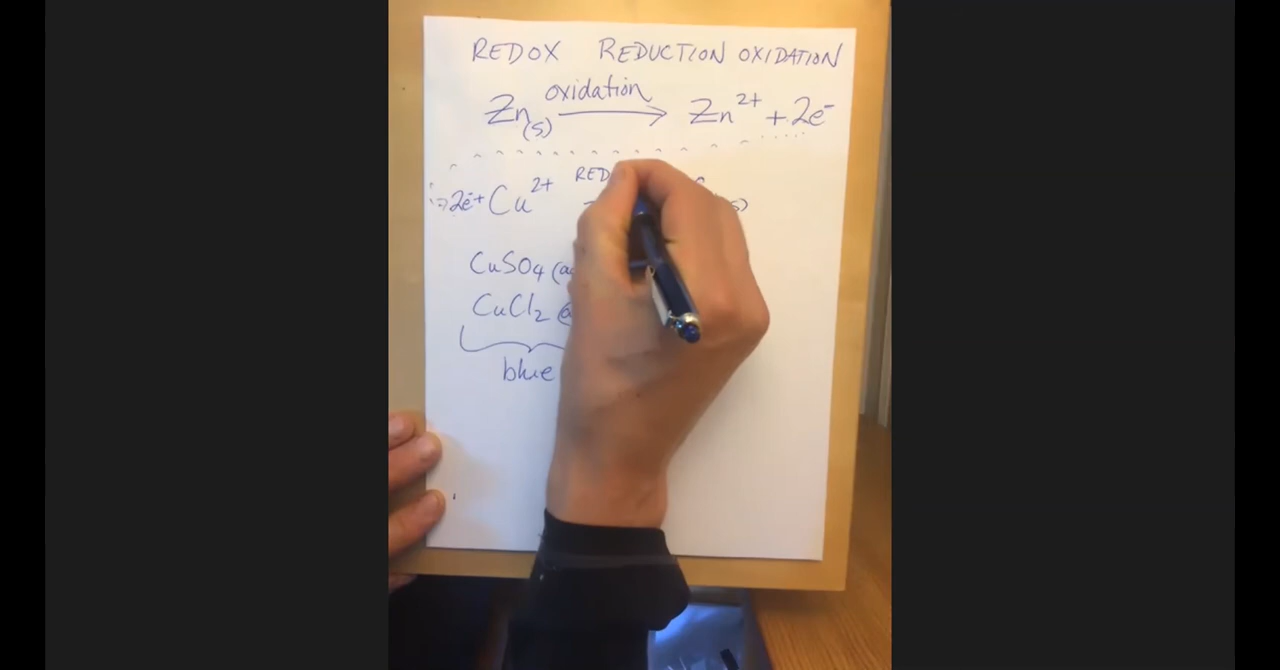 REDOX REDUCTION OXIDATION
Zn(s) oxidation → Zn²⁺ + 2e⁻
2e⁻ + Cu²⁺
CuSO₄
CuCl₂
blue